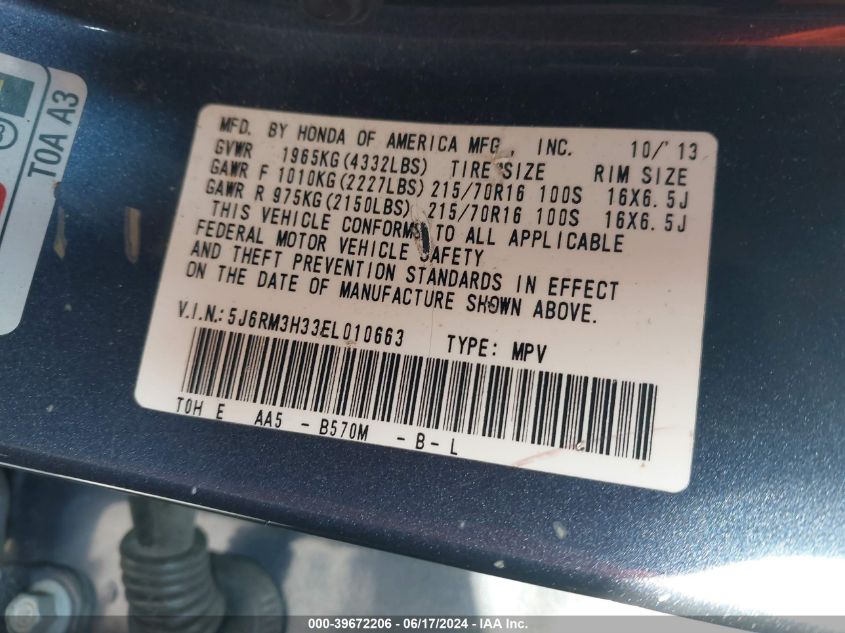 TOA A3
MFD. BY HONDA OF AMERICA MFG., INC. 10/'13
GVWR 1965KG(4332LBS) TIRE SIZE RIM SIZE
GAWR F 1010KG(2227LBS) 215/70R16 100S 16X6.5J
GAWR R 975KG(2150LBS) 215/70R16 100S 16X6.5J
THIS VEHICLE CONFORMS TO ALL APPLICABLE
FEDERAL MOTOR VEHICLE SAFETY
AND THEFT PREVENTION STANDARDS IN EFFECT
ON THE DATE OF MANUFACTURE SHOWN ABOVE.
V.I.N.: 5J6RM3H33EL010663 TYPE: MPV
TOH E AA5 - B570M - B - L
000-39672206 - 06/17/2024 - IAA Inc.